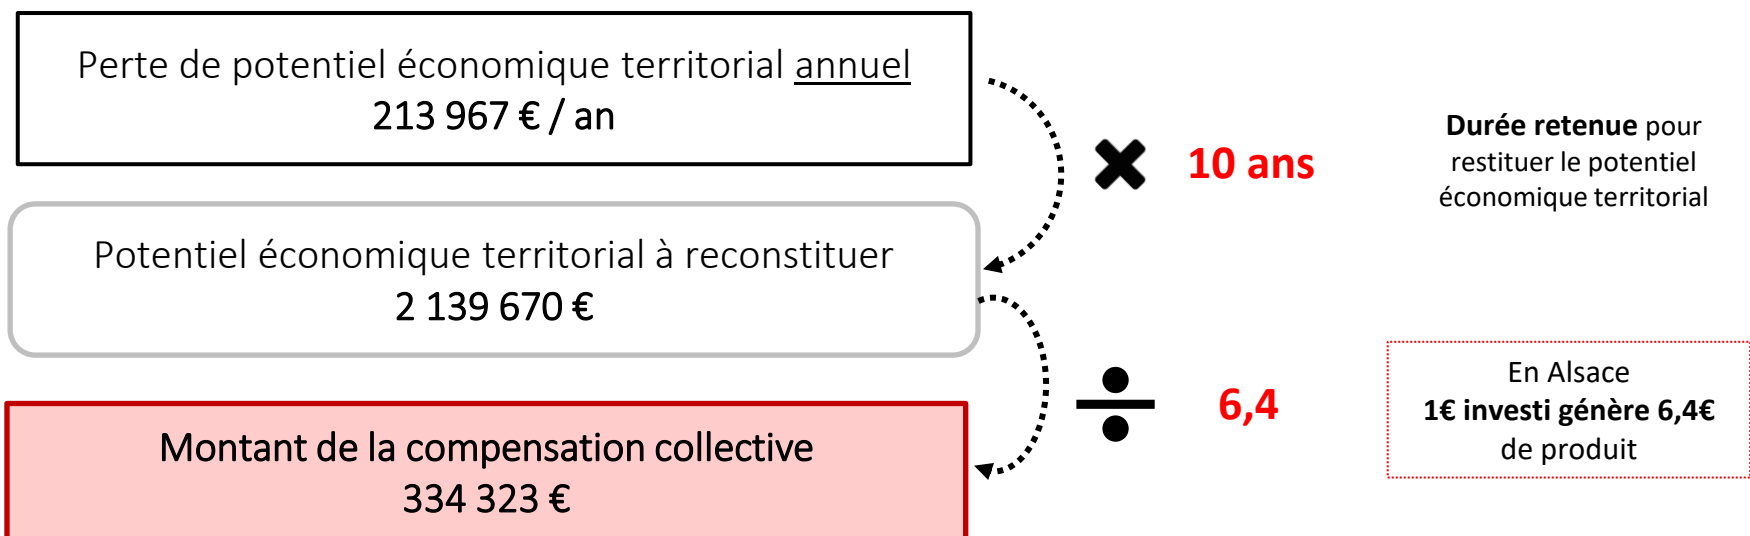 Perte de potentiel économique territorial annuel
213 967 € / an
10 ans
Durée retenue pour
restituer le potentiel
économique territorial
Potentiel économique territorial à reconstituer
2 139 670 €
6,4
En Alsace
1€ investi génère 6,4€
de produit
Montant de la compensation collective
334 323 €